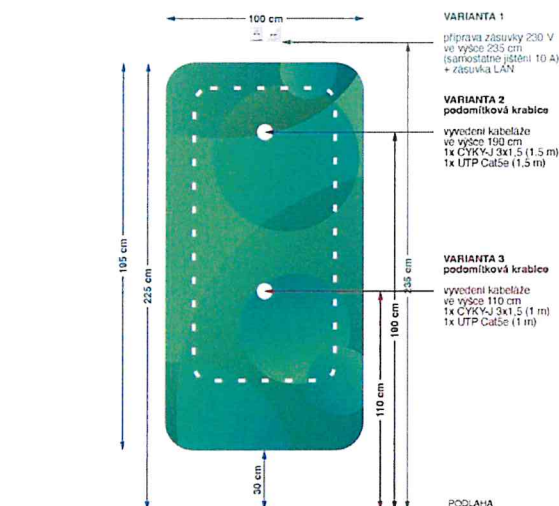 100 cm
VARIANTA 1
příprava zásuvky 230 V
ve výšce 235 cm
(samostatné jištění 10 A)
+ zásuvka LAN
VARIANTA 2
podomítková krabice
vyvedení kabeláže
ve výšce 190 cm
1x CYKY-J 3x1,5 (1,5 m)
1x UTP Cat5e (1,5 m)
VARIANTA 3
podomítková krabice
vyvedení kabeláže
ve výšce 110 cm
1x CYKY-J 3x1,5 (1 m)
1x UTP Cat5e (1 m)
195 cm
225 cm
235 cm
190 cm
110 cm
30 cm
PODLAHA